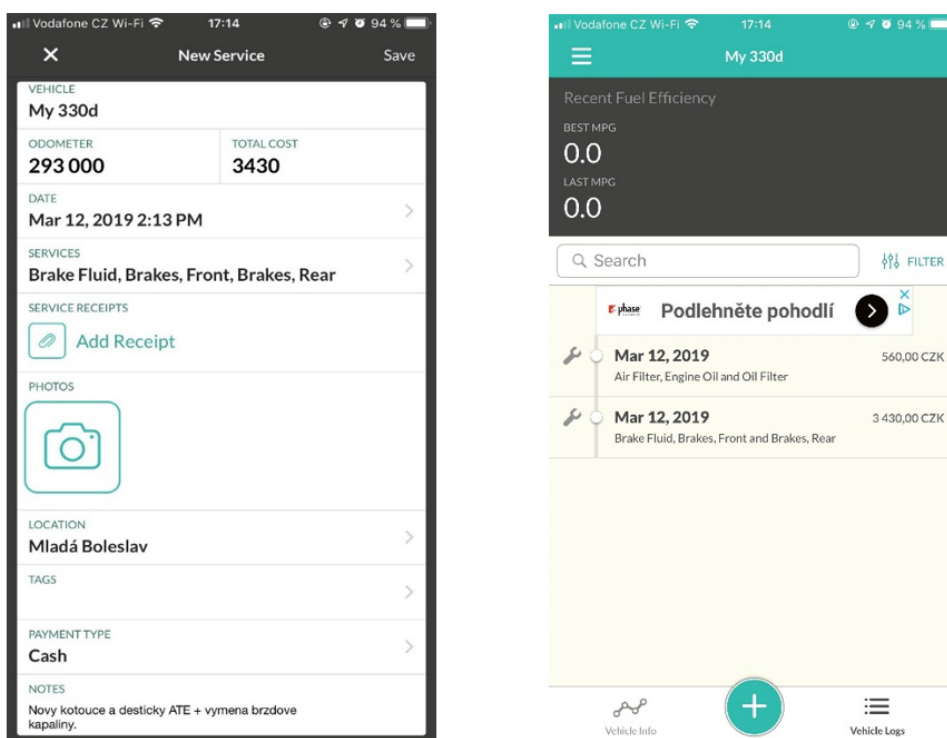 Vodafone CZ Wi-Fi 17:14 94 %
New Service Save
VEHICLE
My 330d
ODOMETER TOTAL COST
293 000 3430
DATE
Mar 12, 2019 2:13 PM
SERVICES
Brake Fluid, Brakes, Front, Brakes, Rear
SERVICE RECEIPTS
Add Receipt
PHOTOS
LOCATION
Mladá Boleslav
TAGS
PAYMENT TYPE
Cash
NOTES
Novy kotouce a desticky ATE + vymena brzdove
kapaliny.
Vodafone CZ Wi-Fi 17:14 94 %
My 330d
Recent Fuel Efficiency
BEST MPG
0.0
LAST MPG
0.0
Search FILTER
phase Podlehněte pohodlí
Mar 12, 2019 560,00 CZK
Air Filter, Engine Oil and Oil Filter
Mar 12, 2019 3 430,00 CZK
Brake Fluid, Brakes, Front and Brakes, Rear
Vehicle Info Vehicle Logs